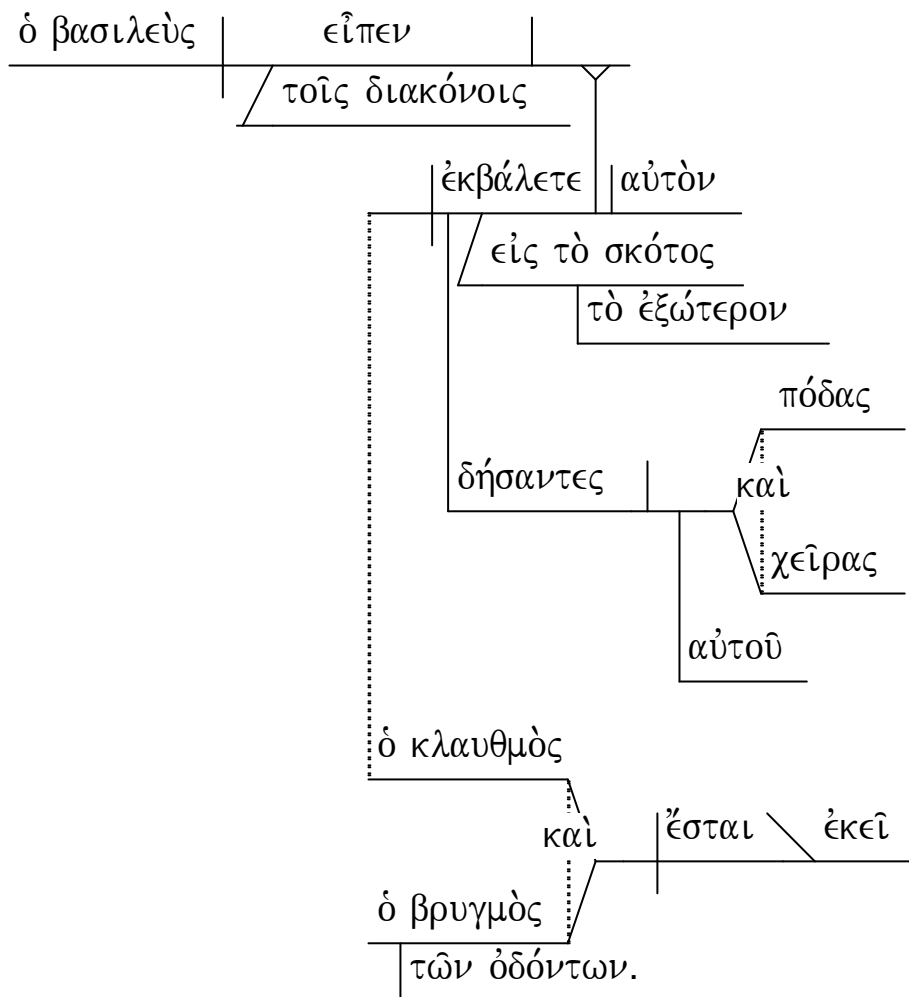 ὁ βασιλεὺς εἶπεν
τοῖς διακόνοις
ἐκβάλετε αὐτὸν
εἰς τὸ σκότος
τὸ ἐξώτερον
πόδας
δήσαντες καὶ
χεῖρας
αὐτοῦ
ὁ κλαυθμὸς
καὶ ἔσται ἐκεῖ
ὁ βρυγμὸς
τῶν ὀδόντων.